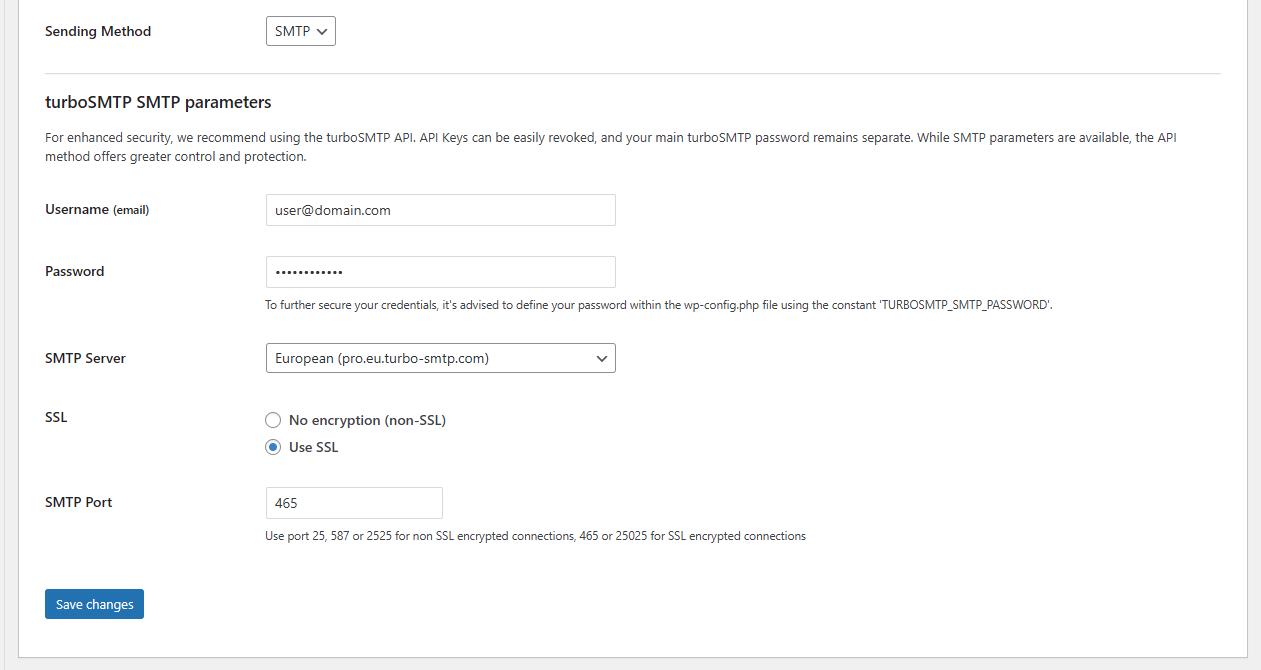 Sending Method
SMTP
turboSMTP SMTP parameters
For enhanced security, we recommend using the turboSMTP API. API Keys can be easily revoked, and your main turboSMTP password remains separate. While SMTP parameters are available, the API
method offers greater control and protection.
Username (email)
user@domain.com
Password
••••••••••••
To further secure your credentials, it's advised to define your password within the wp-config.php file using the constant 'TURBOSMTP_SMTP_PASSWORD'.
SMTP Server
European (pro.eu.turbo-smtp.com)
SSL
No encryption (non-SSL)
Use SSL
SMTP Port
465
Use port 25, 587 or 2525 for non SSL encrypted connections, 465 or 25025 for SSL encrypted connections
Save changes